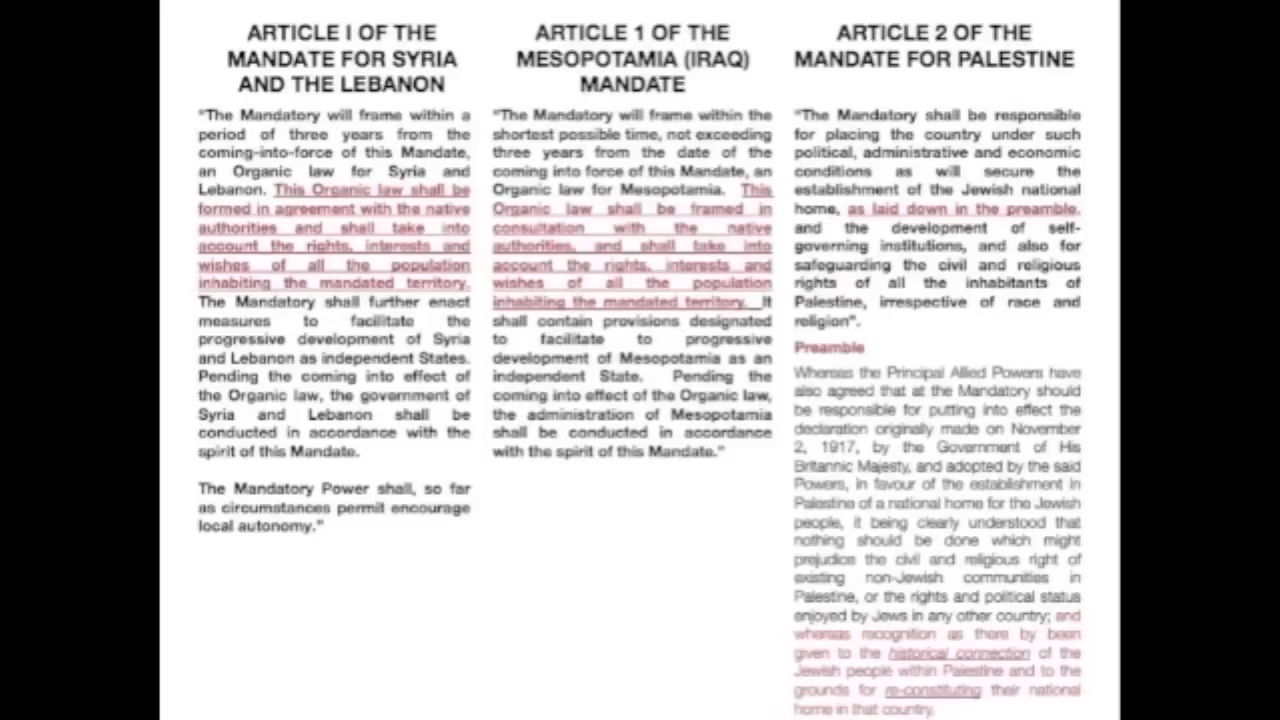 ARTICLE I OF THE
MANDATE FOR SYRIA
AND THE LEBANON
"The Mandatory will frame within a
period of three years from the
coming-into-force of this Mandate,
an Organic law for Syria and
Lebanon. This Organic law shall be
formed in agreement with the native
authorities and shall take into
account the rights, interests and
wishes of all the population
inhabiting the mandated territory.
The Mandatory shall further enact
measures to facilitate the
progressive development of Syria
and Lebanon as independent States.
Pending the coming into effect of
the Organic law, the government of
Syria and Lebanon shall be
conducted in accordance with the
spirit of this Mandate.
The Mandatory Power shall, so far
as circumstances permit encourage
local autonomy."
ARTICLE 1 OF THE
MESOPOTAMIA (IRAQ)
MANDATE
"The Mandatory will frame within the
shortest possible time, not exceeding
three years from the date of the
coming into force of this Mandate, an
Organic law for Mesopotamia. This
Organic law shall be framed in
consultation with the native
authorities, and shall take into
account the rights, interests and
wishes of all the population
inhabiting the mandated territory. It
shall contain provisions designated
to facilitate to progressive
development of Mesopotamia as an
independent State. Pending the
coming into effect of the Organic law,
the administration of Mesopotamia
shall be conducted in accordance
with the spirit of this Mandate."
ARTICLE 2 OF THE
MANDATE FOR PALESTINE
"The Mandatory shall be responsible
for placing the country under such
political, administrative and economic
conditions as will secure the
establishment of the Jewish national
home, as laid down in the preamble,
and the development of self-
governing institutions, and also for
safeguarding the civil and religious
rights of all the inhabitants of
Palestine, irrespective of race and
religion".
Preamble
Whereas the Principal Allied Powers have
also agreed that at the Mandatory should
be responsible for putting into effect the
declaration originally made on November
2, 1917, by the Government of His
Britannic Majesty, and adopted by the said
Powers, in favour of the establishment in
Palestine of a national home for the Jewish
people, it being clearly understood that
nothing should be done which might
prejudice the civil and religious right of
existing non-Jewish communities in
Palestine, or the rights and political status
enjoyed by Jews in any other country; and
whereas recognition as there by been
given to the historical connection of the
Jewish people within Palestine and to the
grounds for re-constituting their national
home in that country.